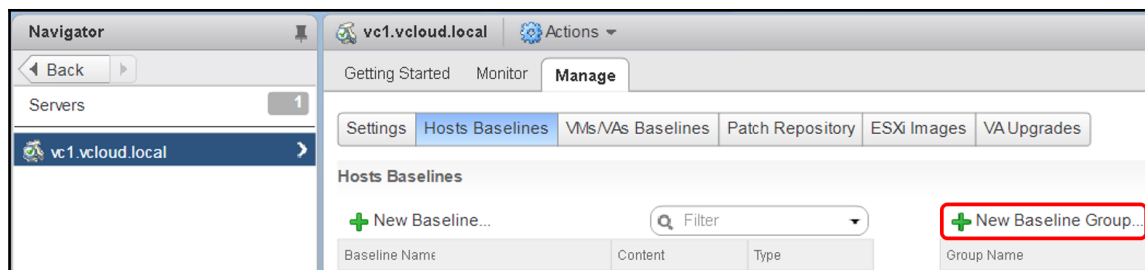 Navigator
vc1.vcloud.local
Actions
Back
Getting Started
Monitor
Manage
Servers
1
Settings
Hosts Baselines
VMs/VAs Baselines
Patch Repository
ESXi Images
VA Upgrades
vc1.vcloud.local
Hosts Baselines
New Baseline...
Filter
New Baseline Group...
Baseline Name
Content
Type
Group Name